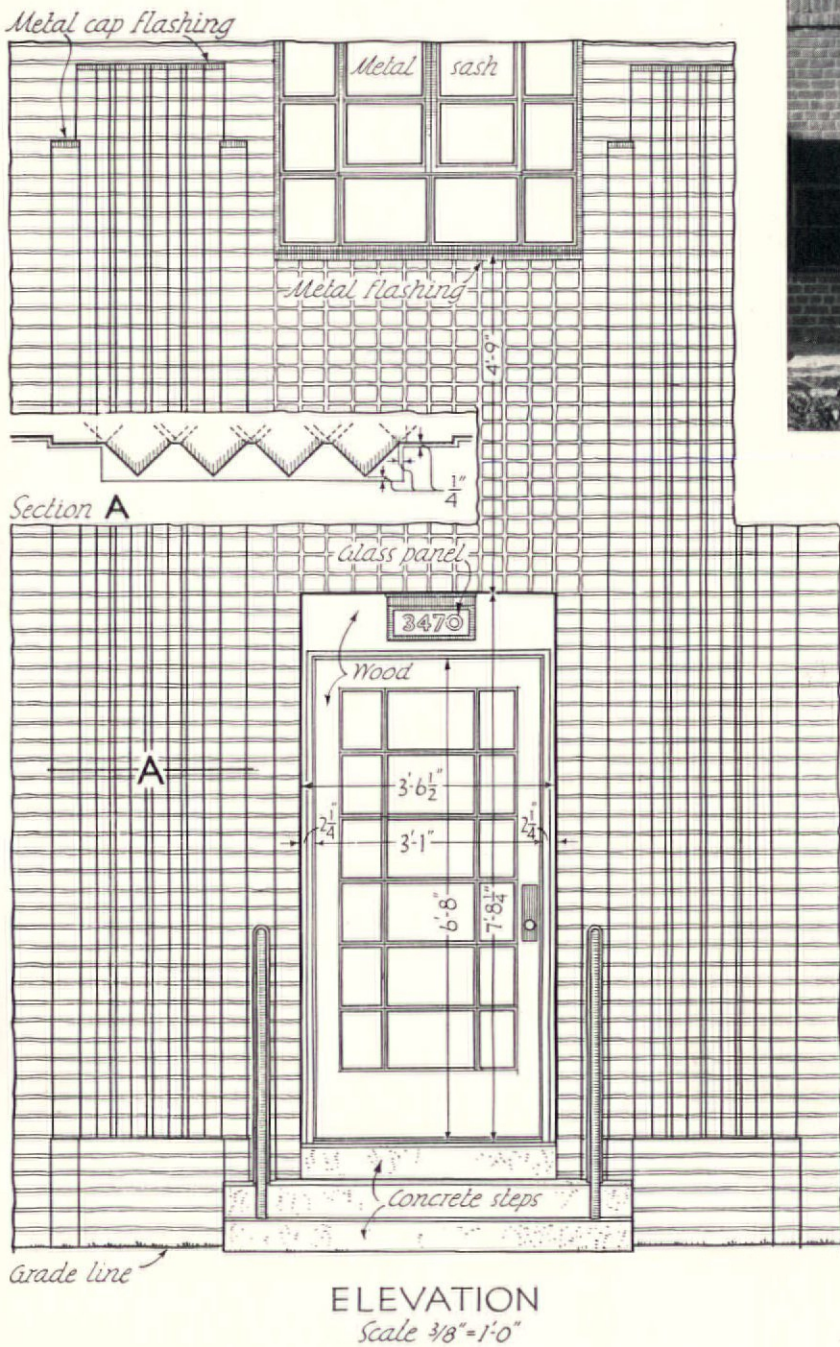 Metal cap flashing
Metal sash
Metal flashing
4'-9"
1/4"
Section A
Glass panel
3470
Wood
A
3'-6 1/2"
2 1/4"
2 1/4"
3'-1"
6'-8"
7'-8 1/4"
Concrete steps
Grade line
ELEVATION
Scale 3/8"=1'-0"